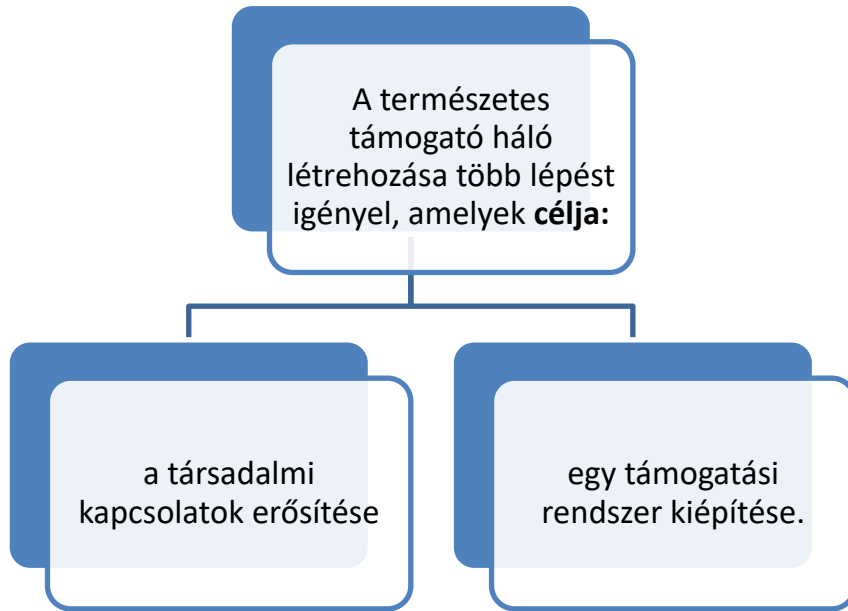 A természetes
támogató háló
létrehozása több lépést
igényel, amelyek célja:
a társadalmi
kapcsolatok erősítése
egy támogatási
rendszer kiépítése.